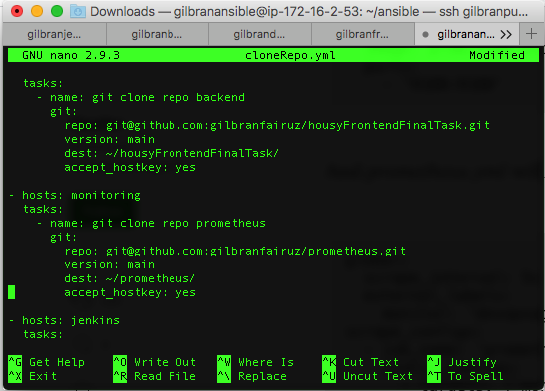 Downloads — gilbranansible@ip-172-16-2-53: ~/ansible — ssh gilbranpu...
gilbranje... gilbranb... gilbrand... gilbranfr... gilbranan... >> +
GNU nano 2.9.3 cloneRepo.yml Modified
tasks:
- name: git clone repo backend
git:
repo: git@github.com:gilbranfairuz/housyFrontendFinalTask.git
version: main
dest: ~/housyFrontendFinalTask/
accept_hostkey: yes
- hosts: monitoring
tasks:
- name: git clone repo prometheus
git:
repo: git@github.com:gilbranfairuz/prometheus.git
version: main
dest: ~/prometheus/
accept_hostkey: yes
- hosts: jenkins
tasks:
^G Get Help ^O Write Out ^W Where Is ^K Cut Text ^J Justify
^X Exit ^R Read File ^\ Replace ^U Uncut Text ^T To Spell